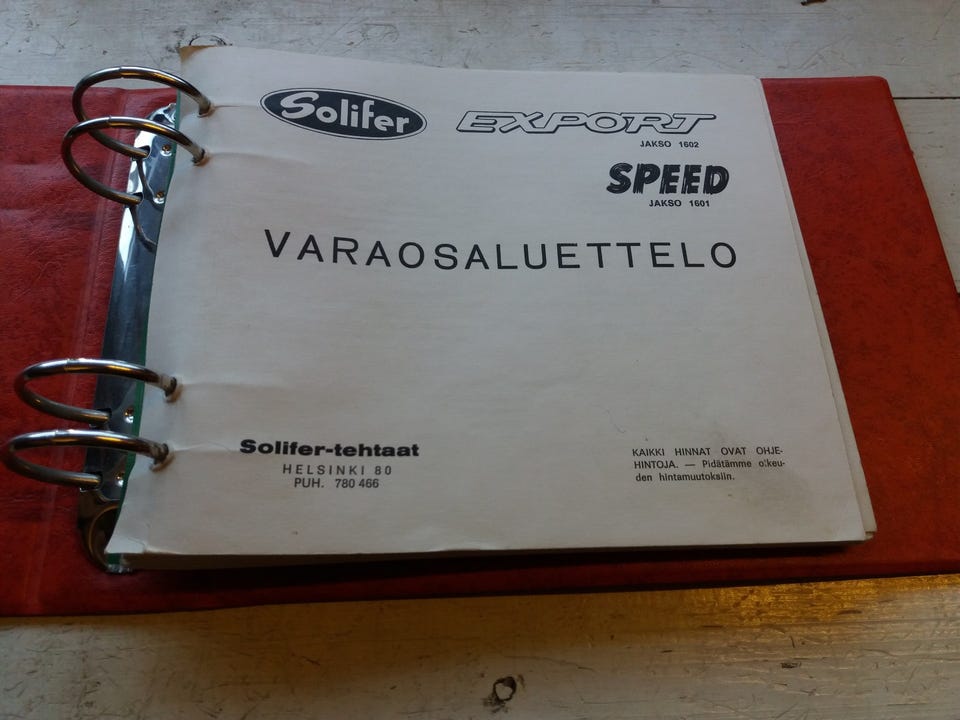 Solifer
EXPORT
JAKSO 1602
SPEED
JAKSO 1601
VARAOSALUETTELO
Solifer-tehtaat
HELSINKI 80
PUH. 780 466
KAIKKI HINNAT OVAT OHJE-
HINTOJA. — Pidätämme oikeu-
den hintamuutoksiin.